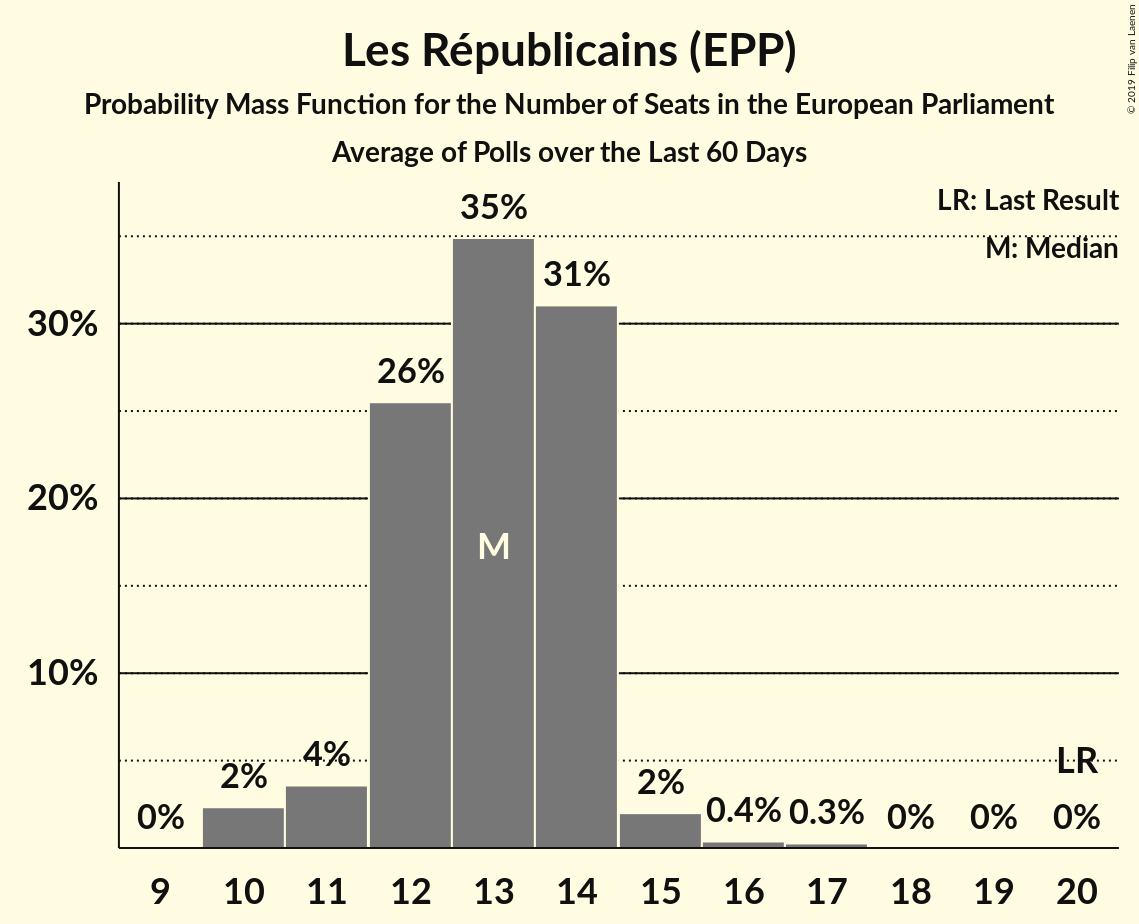 Les Républicains (EPP)
Probability Mass Function for the Number of Seats in the European Parliament
Average of Polls over the Last 60 Days
© 2019 Filip van Laenen
LR: Last Result
M: Median
35%
31%
30%
26%
20%
M
10%
4%
2%
2%
LR
0%
0.4%
0.3%
0%
0%
0%
9 10 11 12 13 14 15 16 17 18 19 20